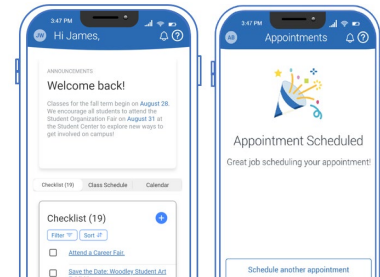 3:47 PM
JW
Hi James,
ANNOUNCEMENTS
Welcome back!
Classes for the fall term begin on August 28.
We encourage all students to attend the
Student Organization Fair on August 31 at
the Student Center to explore new ways to
get involved on campus!
Checklist (19) Class Schedule Calendar
Checklist (19)
Filter Sort
Attend a Career Fair.
Save the Date: Woodley Student Art
3:47 PM
AB
Appointments
Appointment Scheduled
Great job scheduling your appointment!
Schedule another appointment